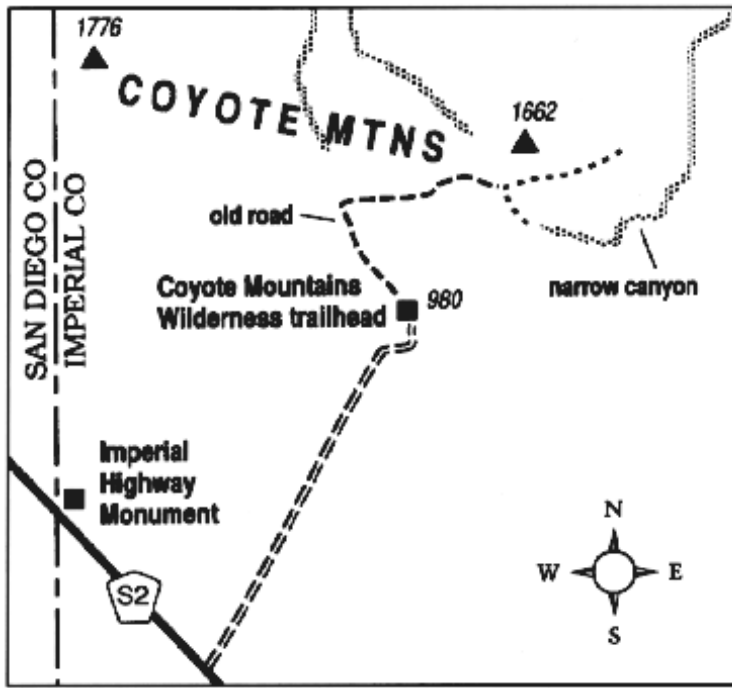 1776
COYOTE MTNS
1662
old road
narrow canyon
Coyote Mountains
Wilderness trailhead
980
SAN DIEGO CO
IMPERIAL CO
Imperial
Highway
Monument
S2
N
W E
S